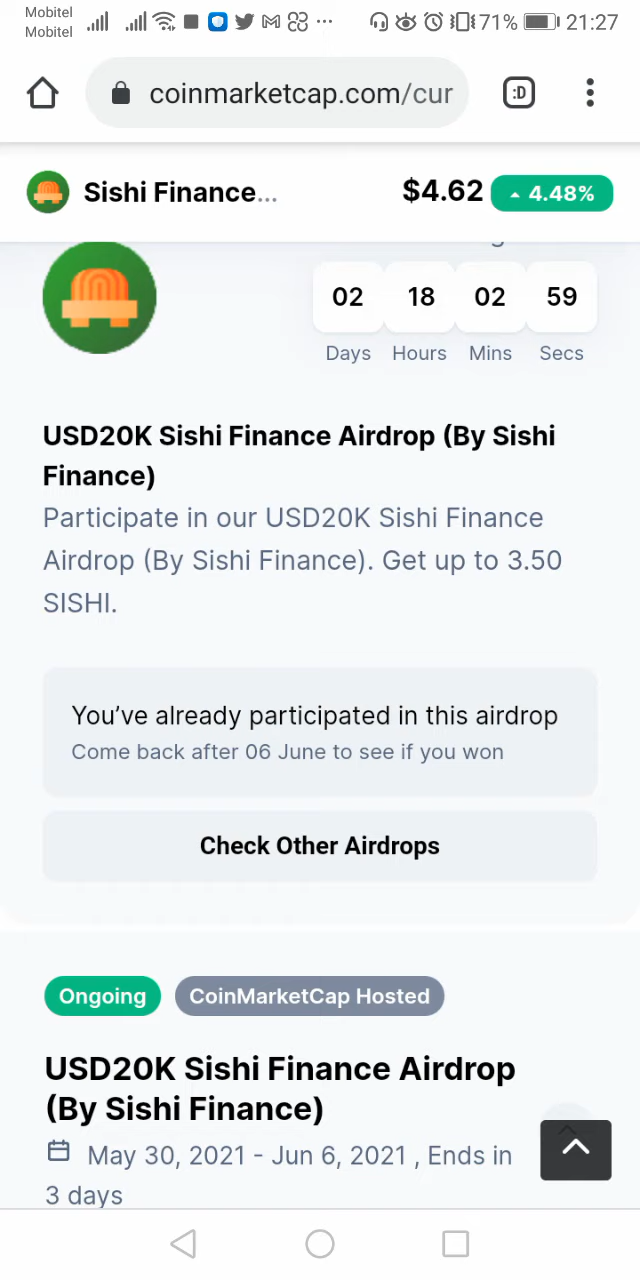 Mobitel
Mobitel
71% 21:27
coinmarketcap.com/cur
:D
Sishi Finance... $4.62 4.48%
02 18 02 59
Days Hours Mins Secs
USD20K Sishi Finance Airdrop (By Sishi
Finance)
Participate in our USD20K Sishi Finance
Airdrop (By Sishi Finance). Get up to 3.50
SISHI.
You’ve already participated in this airdrop
Come back after 06 June to see if you won
Check Other Airdrops
Ongoing CoinMarketCap Hosted
USD20K Sishi Finance Airdrop
(By Sishi Finance)
May 30, 2021 - Jun 6, 2021 , Ends in
3 days